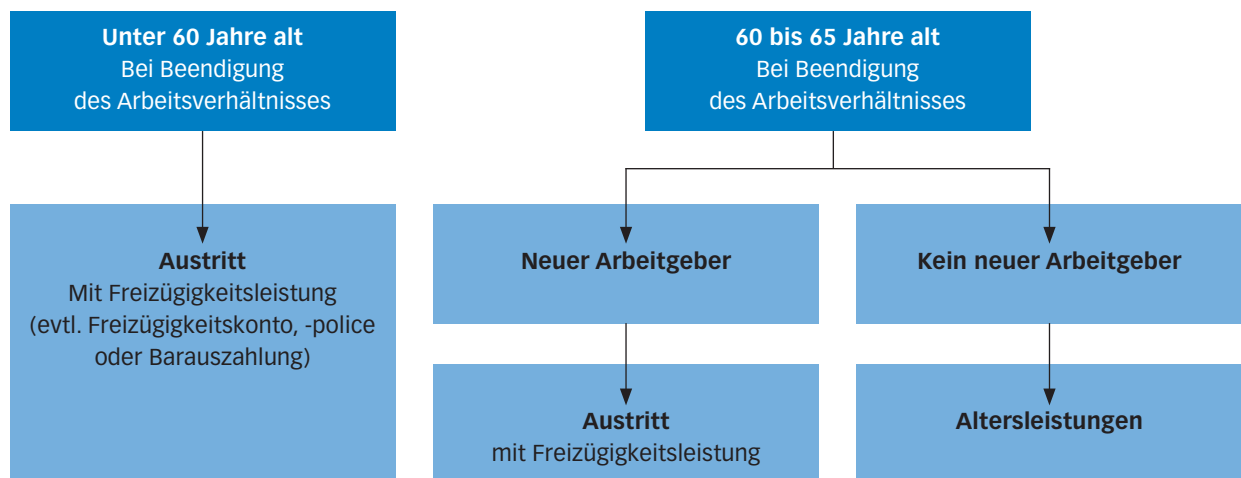 Unter 60 Jahre alt
Bei Beendigung
des Arbeitsverhältnisses
60 bis 65 Jahre alt
Bei Beendigung
des Arbeitsverhältnisses
Austritt
Mit Freizügigkeitsleistung
(evtl. Freizügigkeitskonto, -police
oder Barauszahlung)
Neuer Arbeitgeber
Kein neuer Arbeitgeber
Austritt
mit Freizügigkeitsleistung
Altersleistungen